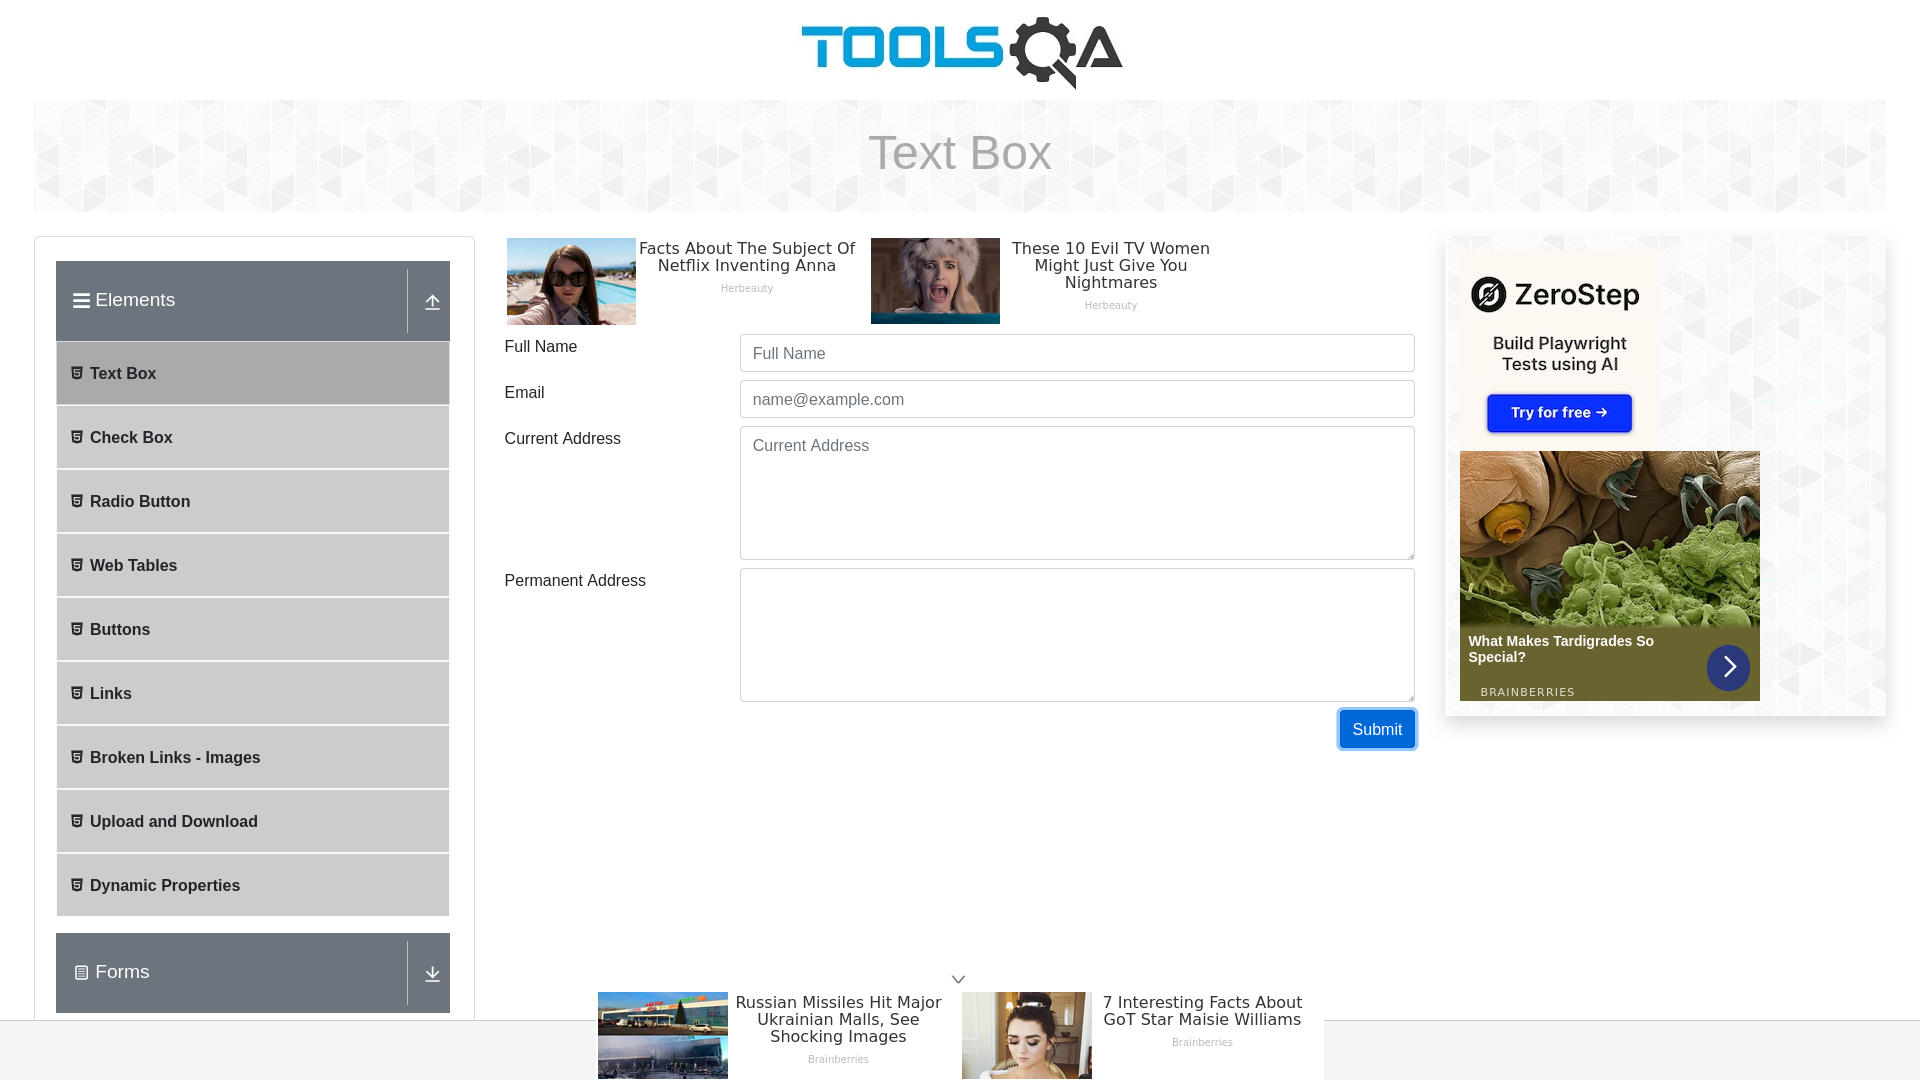 TOOLSQA
Text Box
Elements
Text Box
Check Box
Radio Button
Web Tables
Buttons
Links
Broken Links - Images
Upload and Download
Dynamic Properties
Forms
Facts About The Subject Of
Netflix Inventing Anna
Herbeauty
These 10 Evil TV Women
Might Just Give You
Nightmares
Herbeauty
Full Name
Full Name
Email
name@example.com
Current Address
Current Address
Permanent Address
Submit
ZeroStep
Build Playwright
Tests using AI
Try for free →
What Makes Tardigrades So
Special?
BRAINBERRIES
Russian Missiles Hit Major
Ukrainian Malls, See
Shocking Images
Brainberries
7 Interesting Facts About
GoT Star Maisie Williams
Brainberries